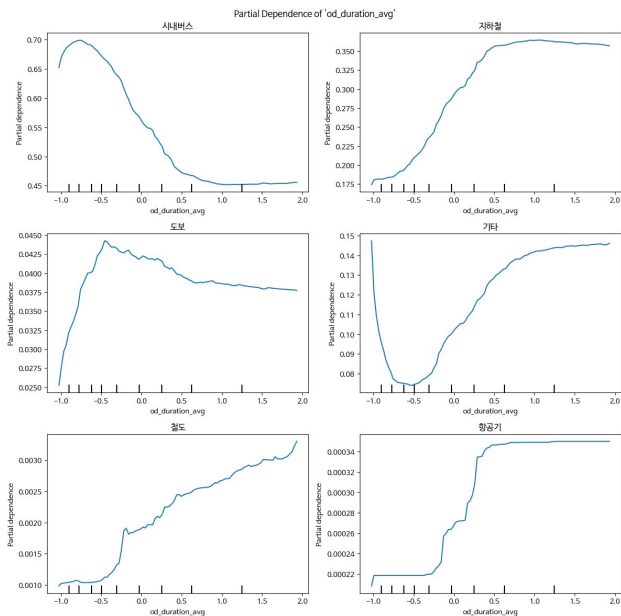 Partial Dependence of 'od_duration_avg'
시내버스
지하철
Partial dependence
0.70
0.65
0.60
0.55
0.50
0.45
-1.0 -0.5 0.0 0.5 1.0 1.5 2.0
od_duration_avg
Partial dependence
0.350
0.325
0.300
0.275
0.250
0.225
0.200
0.175
-1.0 -0.5 0.0 0.5 1.0 1.5 2.0
od_duration_avg
도보
기타
Partial dependence
0.0450
0.0425
0.0400
0.0375
0.0350
0.0325
0.0300
0.0275
0.0250
-1.0 -0.5 0.0 0.5 1.0 1.5 2.0
od_duration_avg
Partial dependence
0.15
0.14
0.13
0.12
0.11
0.10
0.09
0.08
-1.0 -0.5 0.0 0.5 1.0 1.5 2.0
od_duration_avg
철도
항공기
Partial dependence
0.0030
0.0025
0.0020
0.0015
0.0010
-1.0 -0.5 0.0 0.5 1.0 1.5 2.0
od_duration_avg
Partial dependence
0.00034
0.00032
0.00030
0.00028
0.00026
0.00024
0.00022
-1.0 -0.5 0.0 0.5 1.0 1.5 2.0
od_duration_avg